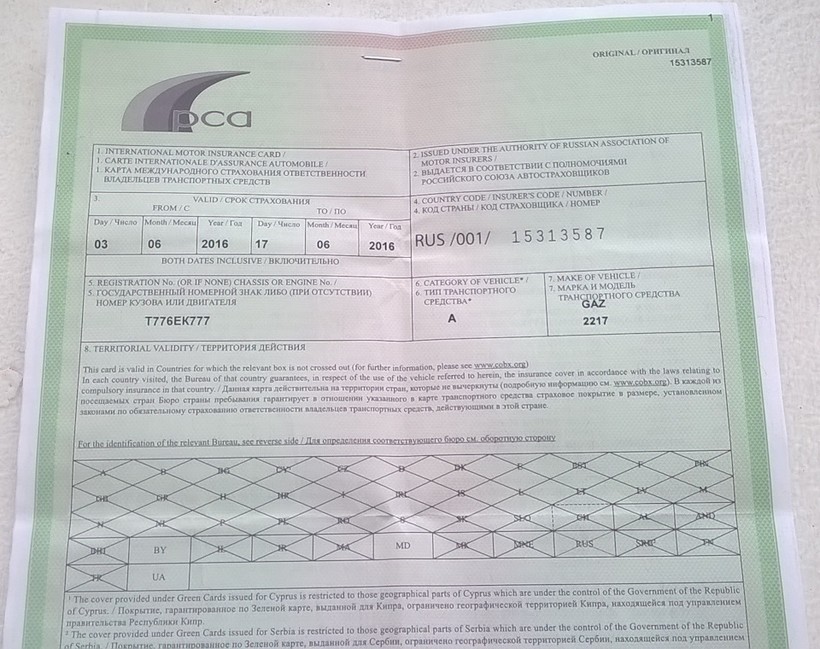 1
ORIGINAL / ОРИГИНАЛ
15313587
рса
1. INTERNATIONAL MOTOR INSURANCE CARD /
1. CARTE INTERNATIONALE D'ASSURANCE AUTOMOBILE /
1. КАРТА МЕЖДУНАРОДНОГО СТРАХОВАНИЯ ОТВЕТСТВЕННОСТИ
ВЛАДЕЛЬЦЕВ ТРАНСПОРТНЫХ СРЕДСТВ
2. ISSUED UNDER THE AUTHORITY OF RUSSIAN ASSOCIATION OF
MOTOR INSURERS /
2. ВЫДАЕТСЯ В СООТВЕТСТВИИ С ПОЛНОМОЧИЯМИ
РОССИЙСКОГО СОЮЗА АВТОСТРАХОВЩИКОВ
3. VALID / СРОК СТРАХОВАНИЯ
FROM / С TO / ПО
Day / Число Month / Месяц Year / Год Day / Число Month / Месяц Year / Год
03 06 2016 17 06 2016
BOTH DATES INCLUSIVE / ВКЛЮЧИТЕЛЬНО
4. COUNTRY CODE / INSURER'S CODE / NUMBER /
4. КОД СТРАНЫ / КОД СТРАХОВЩИКА / НОМЕР
RUS /001/ 15313587
5. REGISTRATION No. (OR IF NONE) CHASSIS OR ENGINE No. /
5. ГОСУДАРСТВЕННЫЙ НОМЕРНОЙ ЗНАК ЛИБО (ПРИ ОТСУТСТВИИ)
НОМЕР КУЗОВА ИЛИ ДВИГАТЕЛЯ
T776EK777
6. CATEGORY OF VEHICLE* /
6. ТИП ТРАНСПОРТНОГО
СРЕДСТВА*
A
7. MAKE OF VEHICLE /
7. МАРКА И МОДЕЛЬ
ТРАНСПОРТНОГО СРЕДСТВА
GAZ
2217
8. TERRITORIAL VALIDITY / ТЕРРИТОРИЯ ДЕЙСТВИЯ
This card is valid in Countries for which the relevant box is not crossed out (for further information, please see www.cobx.org)
In each country visited, the Bureau of that country guarantees, in respect of the use of the vehicle referred to herein, the insurance cover in accordance with the laws relating to
compulsory insurance in that country. / Данная карта действительна на территории стран, которые не вычеркнуты (подробную информацию см. www.cobx.org). В каждой из
посещаемых стран Бюро страны пребывания гарантирует в отношении указанного в карте транспортного средства страховое покрытие в размере, установленном
законами по обязательному страхованию ответственности владельцев транспортных средств, действующими в этой стране.
For the identification of the relevant Bureau, see reverse side / Для определения соответствующего бюро см. оборотную сторону
A B BG CY¹ CZ D DK E EST F FIN
GB GR H HR I IRL IS L LT LV M
N NL P PL RO S SK SLO CH AL AND
BIH BY IL IR MA MD MK MNE RUS SRB² TN
TR UA
¹ The cover provided under Green Cards issued for Cyprus is restricted to those geographical parts of Cyprus which are under the control of the Government of the Republic
of Cyprus. / Покрытие, гарантированное по Зеленой карте, выданной для Кипра, ограничено географической территорией Кипра, находящейся под управлением
правительства Республики Кипр.
² The cover provided under Green Cards issued for Serbia is restricted to those geographical parts of Serbia which are under the control of the Government of the Republic
of Serbia. / Покрытие, гарантированное по Зеленой карте, выданной для Сербии, ограничено географической территорией Сербии, находящейся под управлением